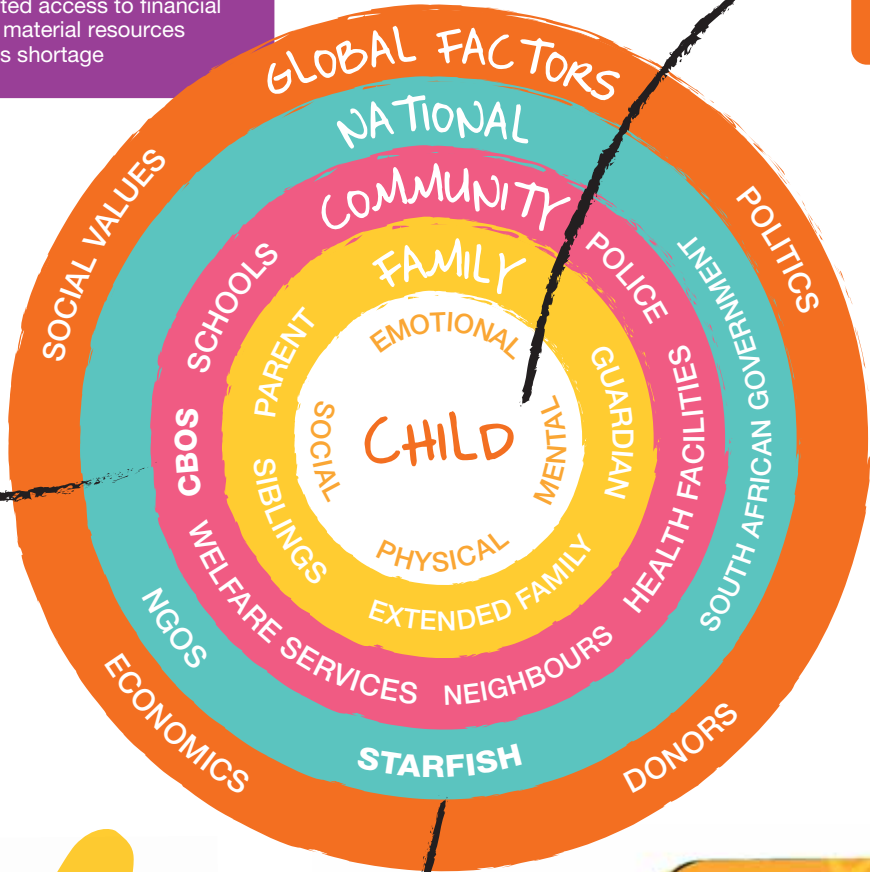 ted access to financial
material resources
s shortage
GLOBAL FACTORS
SOCIAL VALUES
POLITICS
ECONOMICS
DONORS
NATIONAL
SOUTH AFRICAN GOVERNMENT
NGOS
STARFISH
COMMUNITY
SCHOOLS
POLICE
CBOS
HEALTH FACILITIES
WELFARE SERVICES
NEIGHBOURS
FAMILY
PARENT
GUARDIAN
SIBLINGS
EXTENDED FAMILY
EMOTIONAL
SOCIAL
MENTAL
PHYSICAL
CHILD